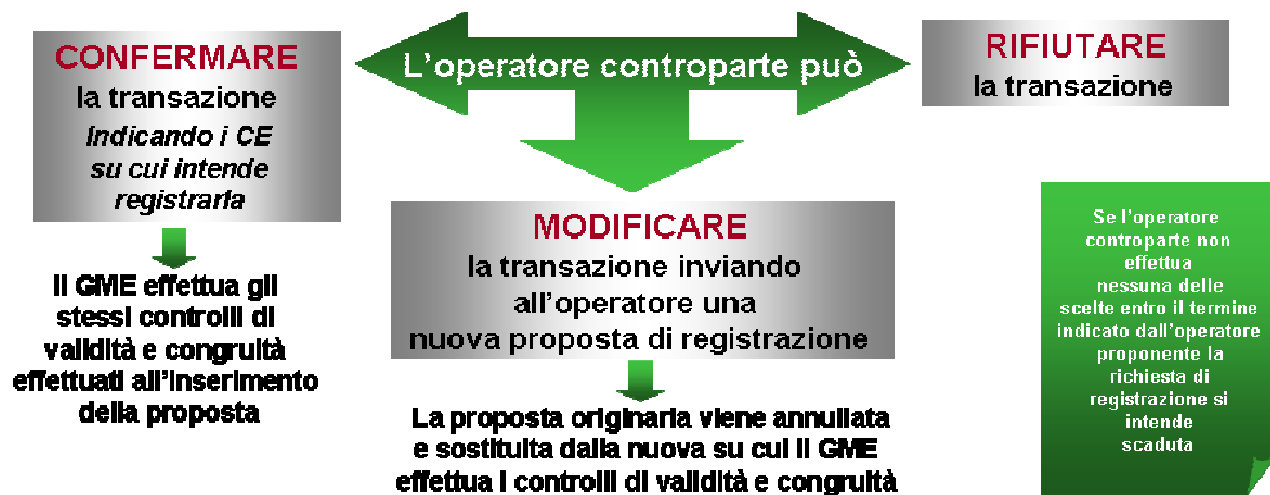 L'operatore controparte può
CONFERMARE
la transazione
Indicando i CE
su cui intende
registrarla
Il GME effettua gli
stessi controlli di
validità e congruità
effettuati all'inserimento
della proposta
MODIFICARE
la transazione inviando
all'operatore una
nuova proposta di registrazione
La proposta originaria viene annullata
e sostituita dalla nuova su cui il GME
effettua i controlli di validità e congruità
RIFIUTARE
la transazione
Se l'operatore
controparte non
effettua
nessuna delle
scelte entro il termine
indicato dall'operatore
proponente la
richiesta di
registrazione si
intende
scaduta